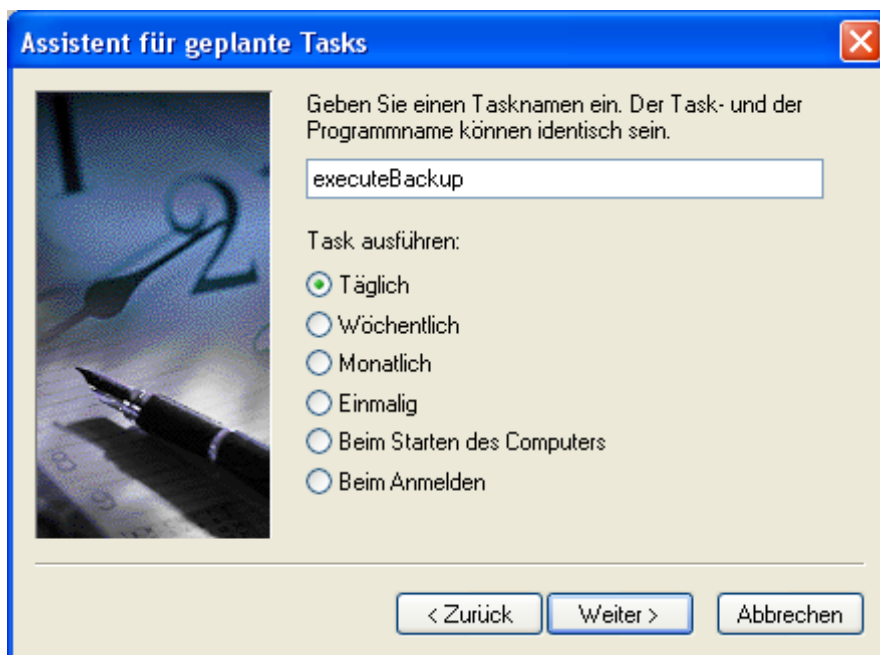 Assistent für geplante Tasks
Geben Sie einen Tasknamen ein. Der Task- und der
Programmname können identisch sein.
executeBackup
Task ausführen:
Täglich
Wöchentlich
Monatlich
Einmalig
Beim Starten des Computers
Beim Anmelden
< Zurück
Weiter >
Abbrechen